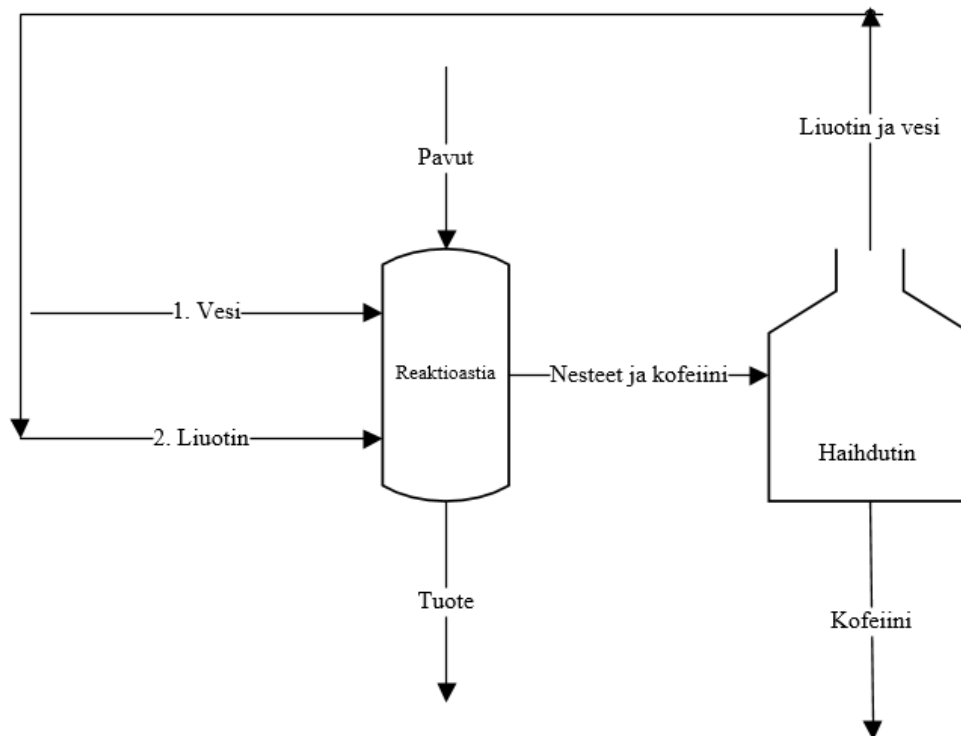 Liuotin ja vesi
Pavut
1. Vesi
Reaktioastia
Nesteet ja kofeiini
2. Liuotin
Haihdutin
Tuote
Kofeiini